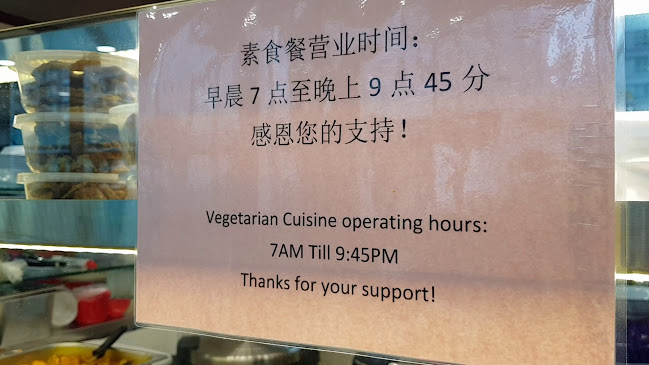 素食餐营业时间：
早晨 7 点至晚上 9 点 45 分
感恩您的支持！
Vegetarian Cuisine operating hours:
7AM Till 9:45PM
Thanks for your support!